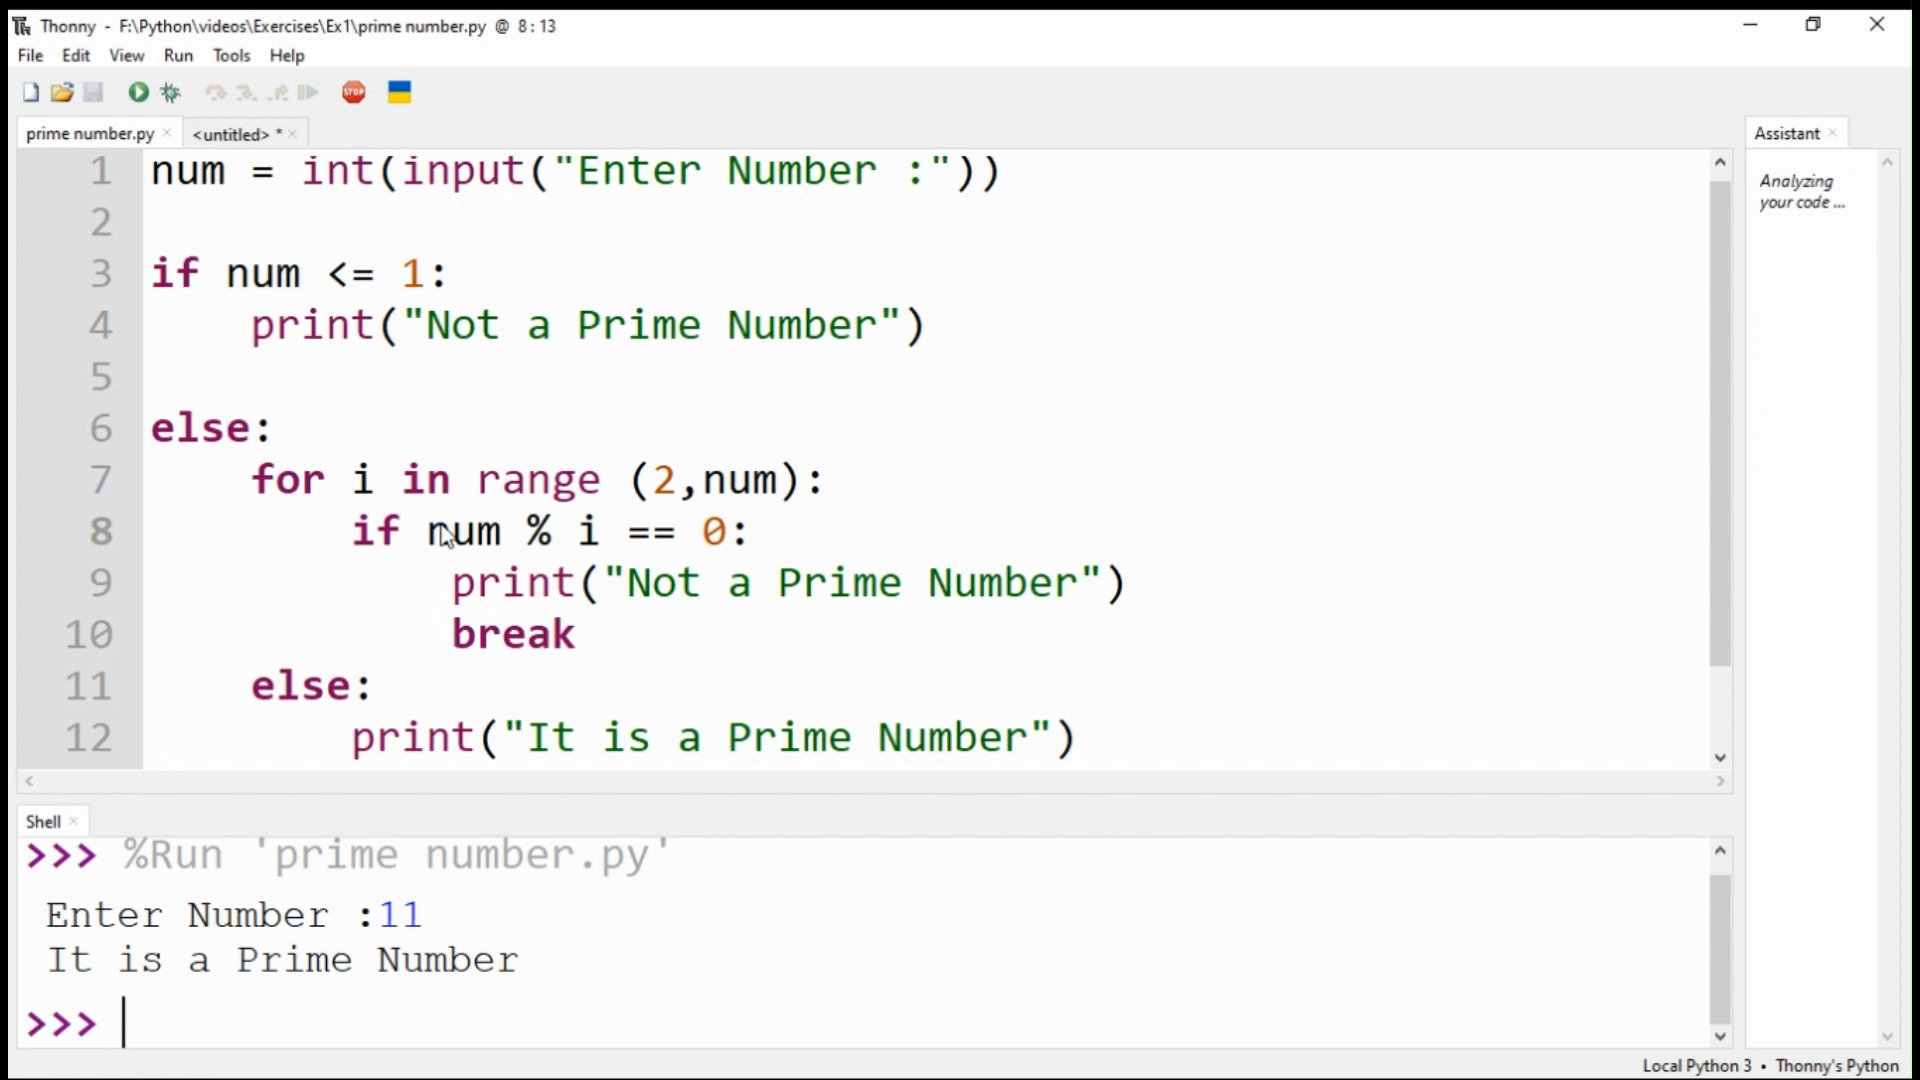 Thonny - F:\Python\videos\Exercises\Ex1\prime number.py @ 8:13
File Edit View Run Tools Help
STOP
prime number.py × <untitled> * ×
Assistant ×
Analyzing
your code ...
1 num = int(input("Enter Number :"))
2
3 if num <= 1:
4     print("Not a Prime Number")
5
6 else:
7     for i in range (2,num):
8         if num % i == 0:
9             print("Not a Prime Number")
10             break
11     else:
12         print("It is a Prime Number")
Shell ×
>>> %Run 'prime number.py'
Enter Number :11
It is a Prime Number
>>>
Local Python 3 • Thonny's Python